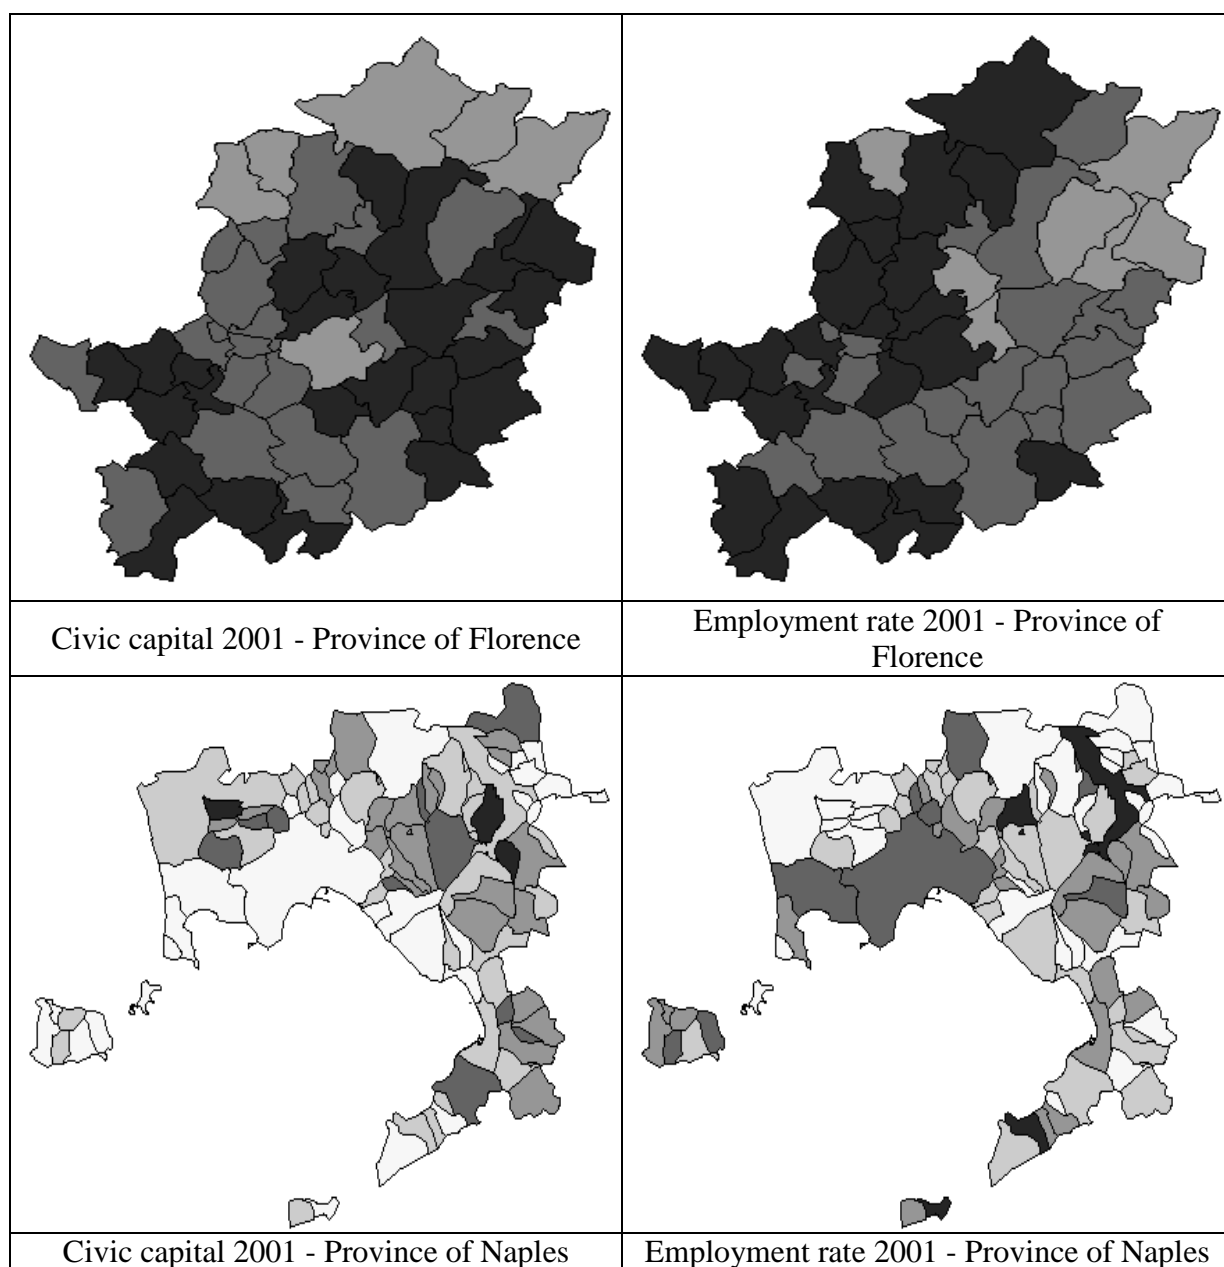 Civic capital 2001 - Province of Florence
Employment rate 2001 - Province of
Florence
Civic capital 2001 - Province of Naples
Employment rate 2001 - Province of Naples